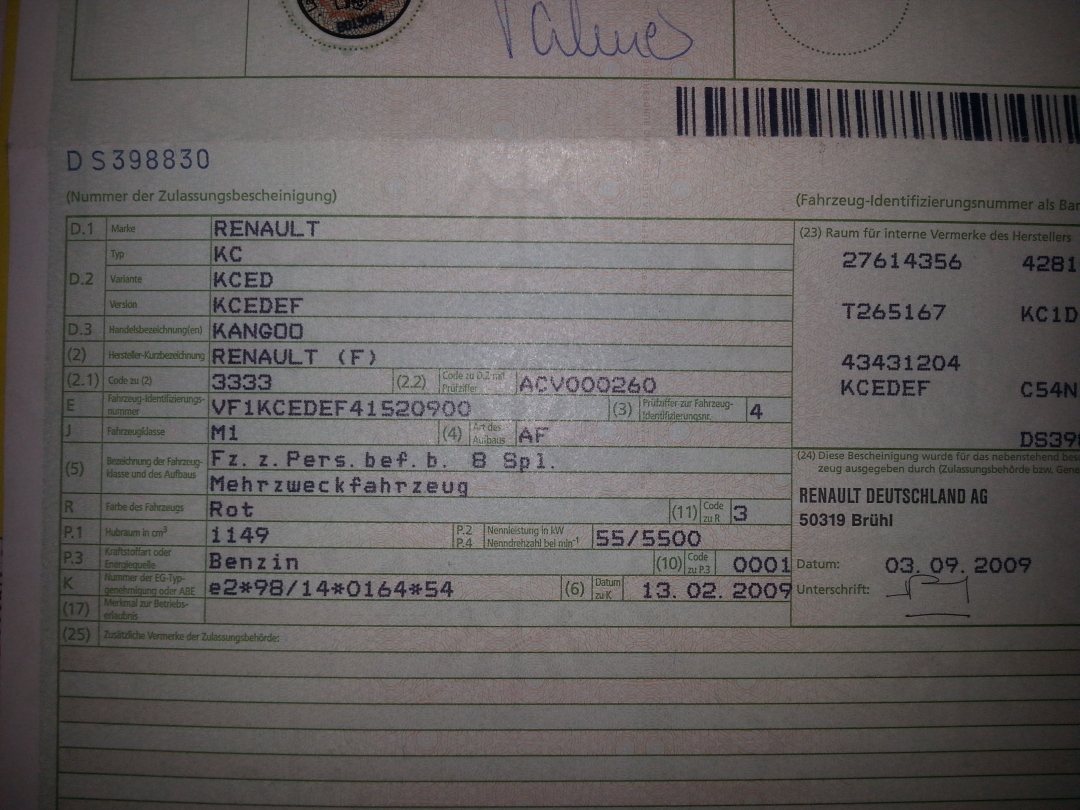 DS398830
(Nummer der Zulassungsbescheinigung)
(Fahrzeug-Identifizierungsnummer als Bar
D.1 Marke RENAULT
Typ KC
D.2 Variante KCED
Version KCEDEF
D.3 Handelsbezeichnung(en) KANGOO
(2) Hersteller-Kurzbezeichnung RENAULT (F)
(2.1) Code zu (2) 3333 (2.2) Code zu D.2 mit Prüfziffer ACV000260
E Fahrzeug-Identifizierungs-nummer VF1KCEDEF41520900 (3) Prüfziffer zur Fahrzeug-Identifizierungsnr. 4
J Fahrzeugklasse M1 (4) Art des Aufbaus AF
(5) Bezeichnung der Fahrzeug-klasse und des Aufbaus Fz.z.Pers.bef.b. 8 Spl.
Mehrzweckfahrzeug
R Farbe des Fahrzeugs Rot (11) Code zu R 3
P.1 Hubraum in cm³ 1149 P.2 P.4 Nennleistung in kW Nenndrehzahl bei min⁻¹ 55/5500
P.3 Kraftstoffart oder Energiequelle Benzin (10) Code zu P.3 0001
K Nummer der EG-Typ-genehmigung oder ABE e2*98/14*0164*54 (6) Datum zu K 13.02.2009
(17) Merkmal zur Betriebs-erlaubnis
(25) Zusätzliche Vermerke der Zulassungsbehörde:
(23) Raum für interne Vermerke des Herstellers
27614356 4281
T265167 KC1D
43431204
KCEDEF C54N
DS39
(24) Diese Bescheinigung wurde für das nebenstehend bes
zeug ausgegeben durch (Zulassungsbehörde bzw. Gene
RENAULT DEUTSCHLAND AG
50319 Brühl
Datum: 03.09.2009
Unterschrift: